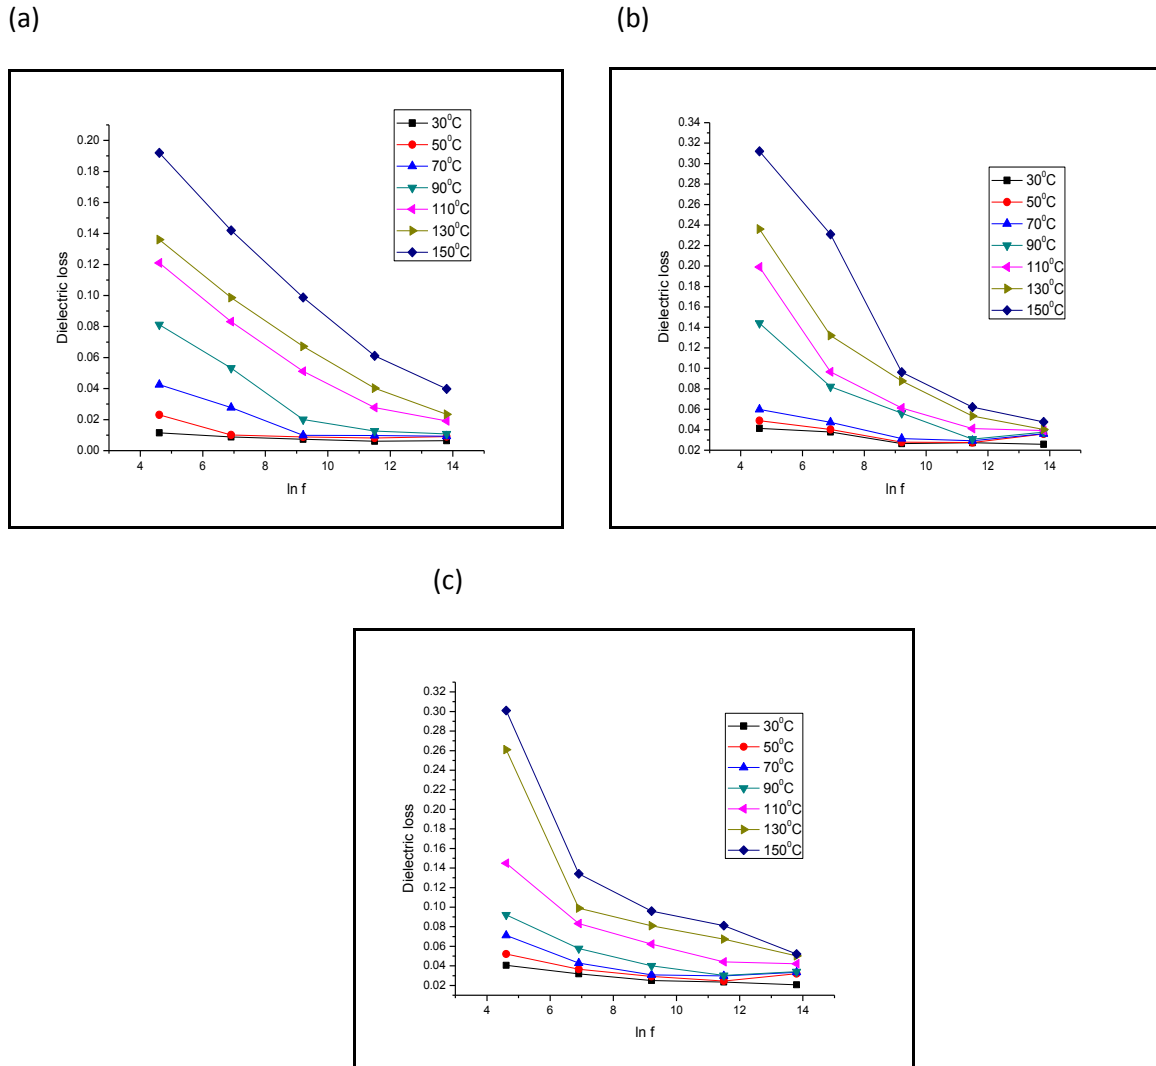 (a)
(b)
30⁰C
50⁰C
70⁰C
90⁰C
110⁰C
130⁰C
150⁰C
0.20
0.18
0.16
0.14
0.12
0.10
0.08
0.06
0.04
0.02
0.00
Dielectric loss
4 6 8 10 12 14
ln f
30⁰C
50⁰C
70⁰C
90⁰C
110⁰C
130⁰C
150⁰C
0.34
0.32
0.30
0.28
0.26
0.24
0.22
0.20
0.18
0.16
0.14
0.12
0.10
0.08
0.06
0.04
0.02
Dielectric loss
4 6 8 10 12 14
ln f
(c)
30⁰C
50⁰C
70⁰C
90⁰C
110⁰C
130⁰C
150⁰C
0.32
0.30
0.28
0.26
0.24
0.22
0.20
0.18
0.16
0.14
0.12
0.10
0.08
0.06
0.04
0.02
Dielectric loss
4 6 8 10 12 14
ln f